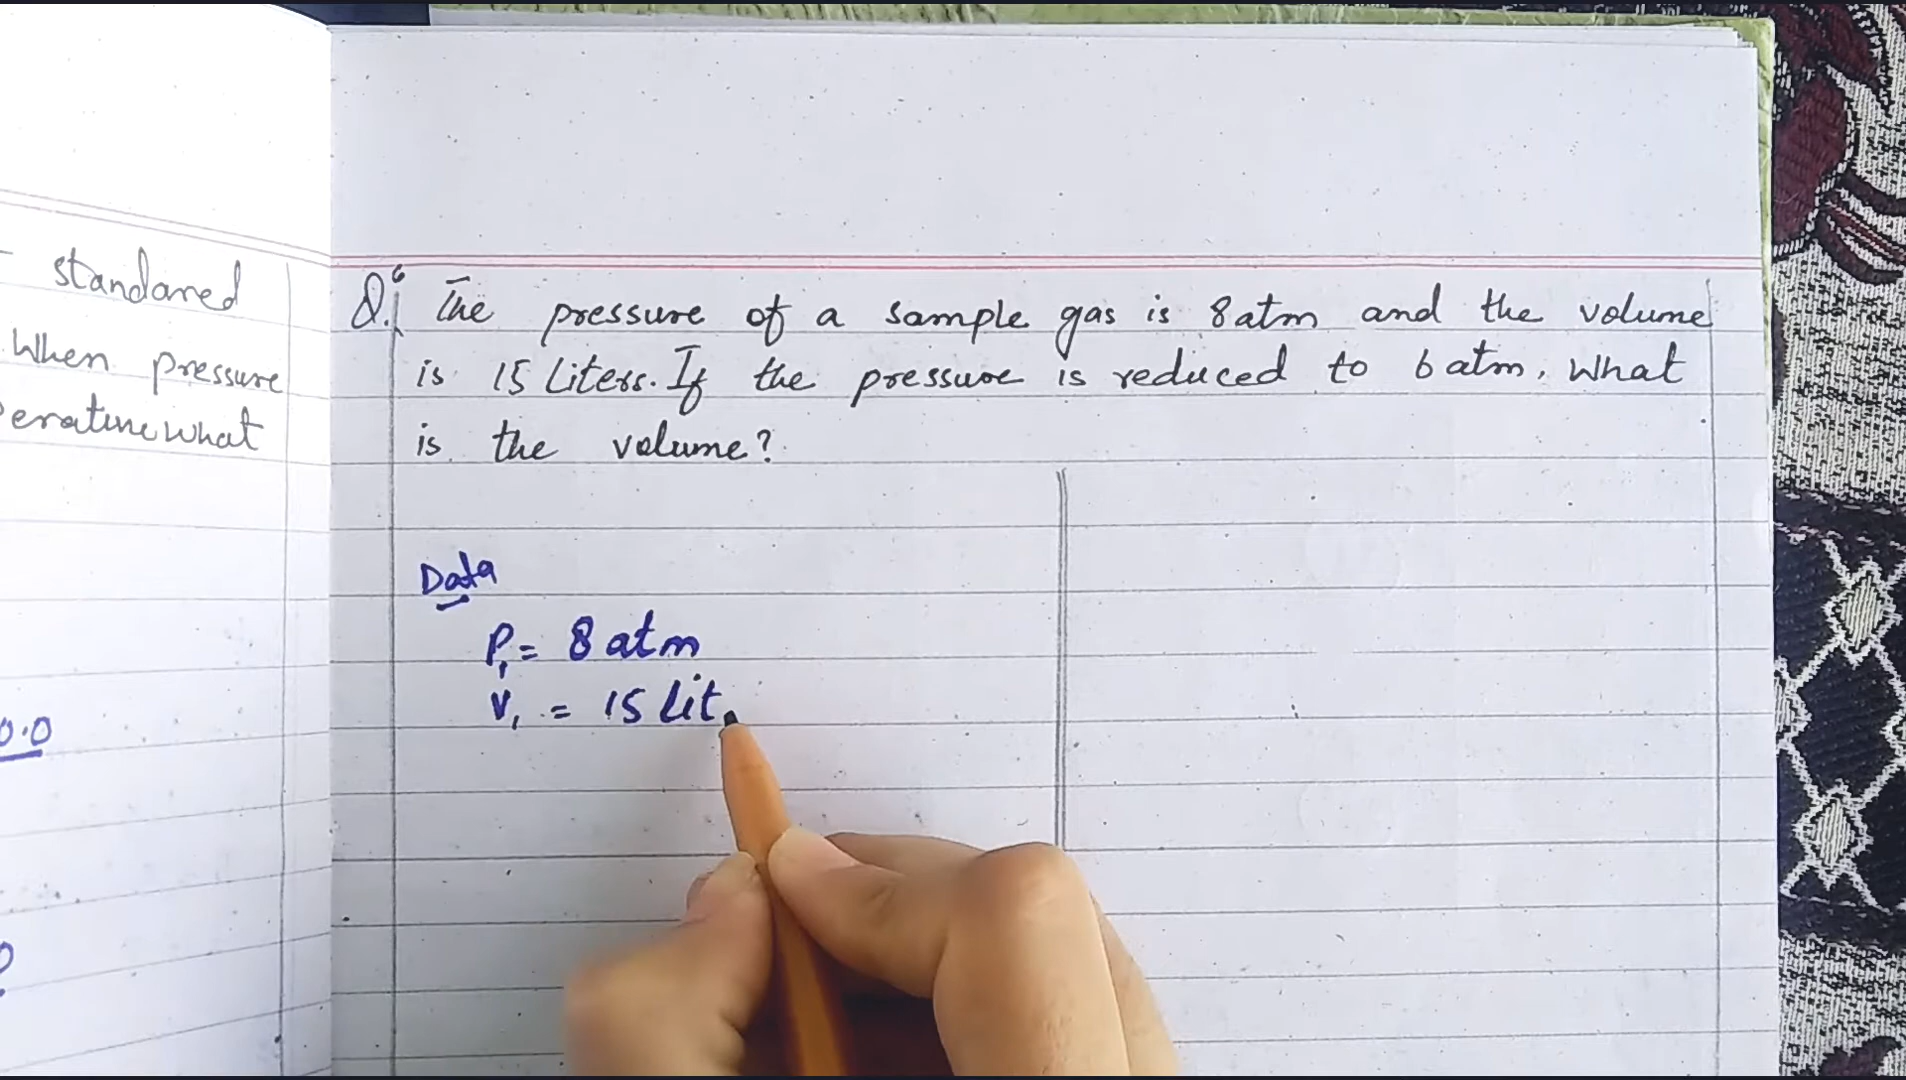 standared
When pressure
erature what
0.0
Q.6 The pressure of a sample gas is 8 atm and the volume
is 15 Liters. If the pressure is reduced to 6 atm. What
is the volume?
Data
P₁ = 8 atm
V₁ = 15 Lit